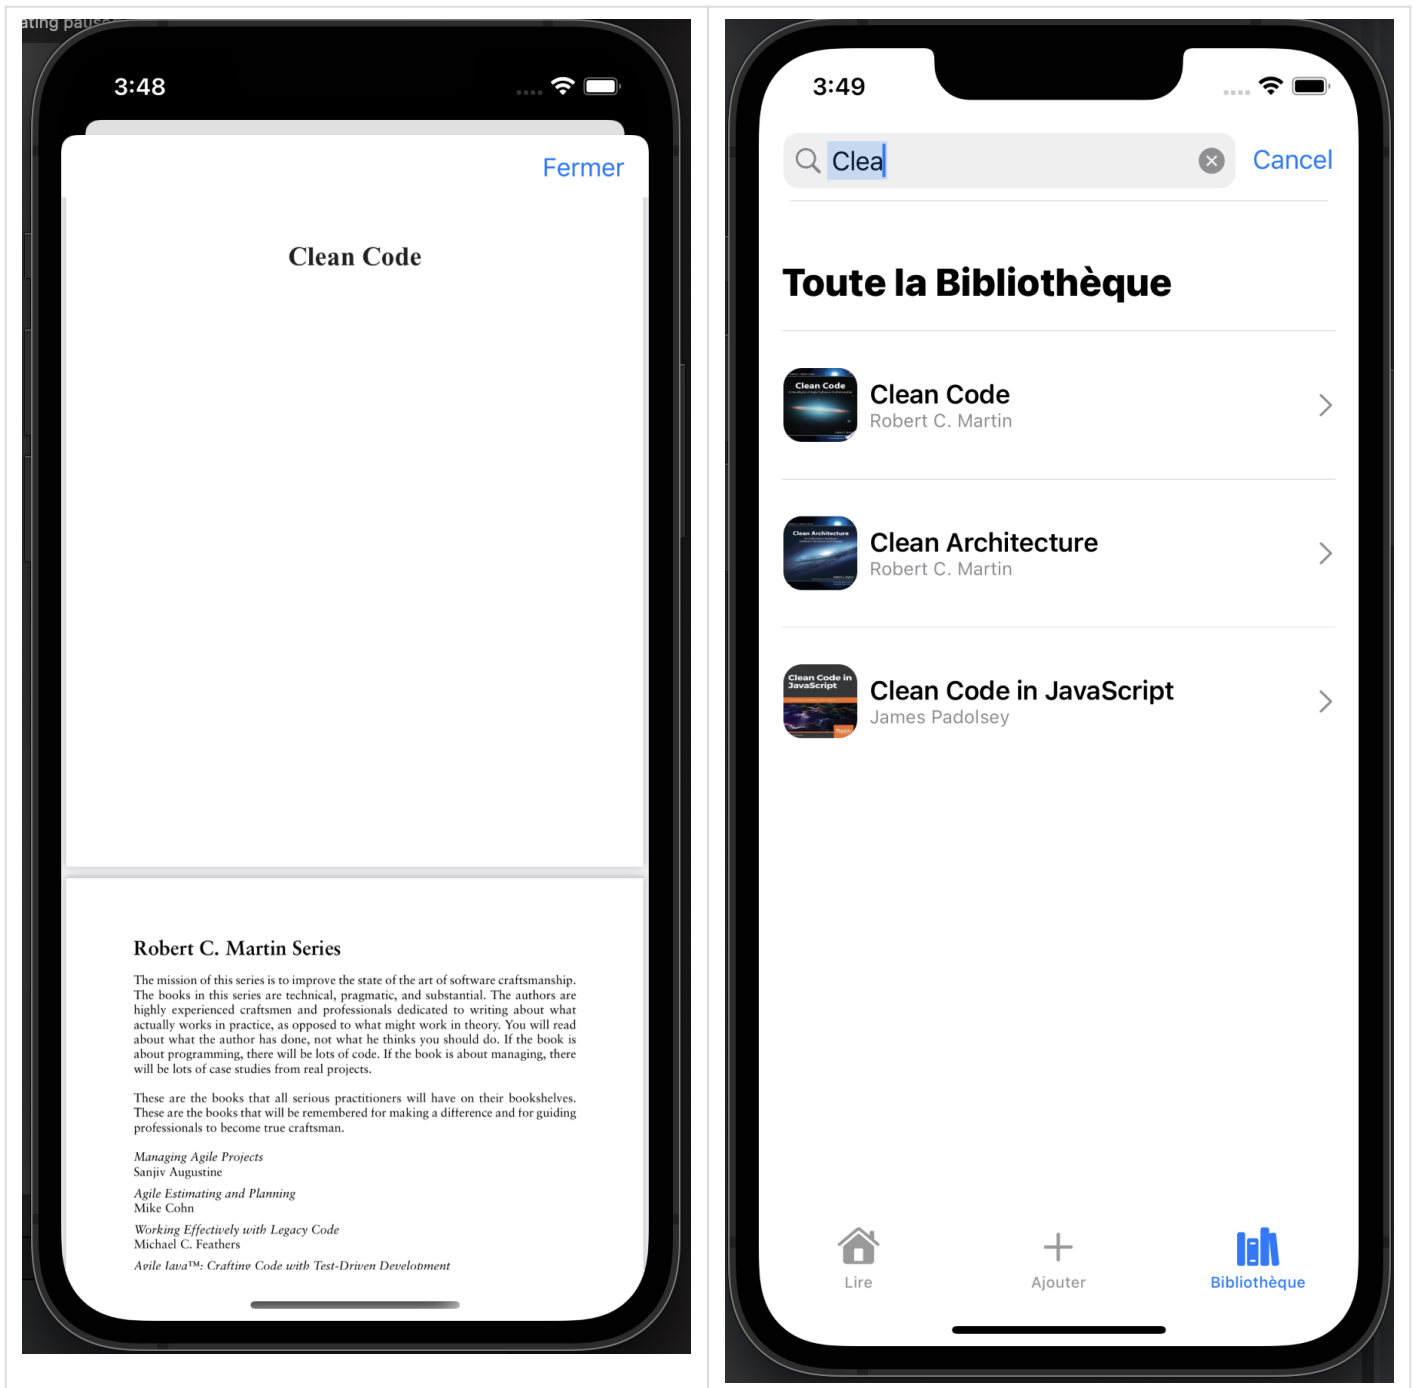 ating paus
3:48
Fermer
Clean Code
Robert C. Martin Series
The mission of this series is to improve the state of the art of software craftsmanship.
The books in this series are technical, pragmatic, and substantial. The authors are
highly experienced craftsmen and professionals dedicated to writing about what
actually works in practice, as opposed to what might work in theory. You will read
about what the author has done, not what he thinks you should do. If the book is
about programming, there will be lots of code. If the book is about managing, there
will be lots of case studies from real projects.
These are the books that all serious practitioners will have on their bookshelves.
These are the books that will be remembered for making a difference and for guiding
professionals to become true craftsman.
Managing Agile Projects
Sanjiv Augustine
Agile Estimating and Planning
Mike Cohn
Working Effectively with Legacy Code
Michael C. Feathers
Agile Java™: Crafting Code with Test-Driven Development
3:49
Clea
Cancel
Toute la Bibliothèque
Clean Code
Clean Code
Robert C. Martin
Clean Architecture
Clean Architecture
Robert C. Martin
Clean Code in
JavaScript
Clean Code in JavaScript
James Padolsey
Lire
Ajouter
Bibliothèque